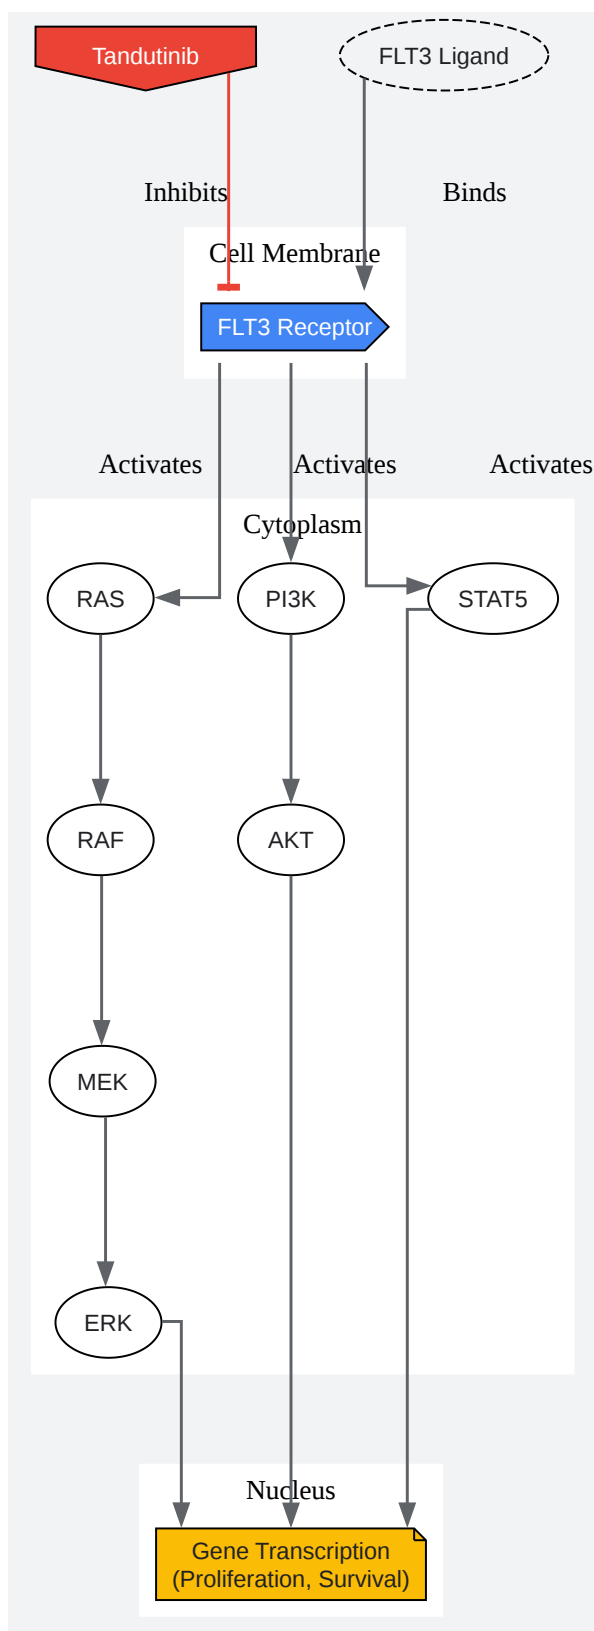 Tandutinib
FLT3 Ligand
Inhibits
Binds
Cell Membrane
FLT3 Receptor
Activates
Activates
Activates
Cytoplasm
RAS
PI3K
STAT5
RAF
AKT
MEK
ERK
Nucleus
Gene Transcription
(Proliferation, Survival)